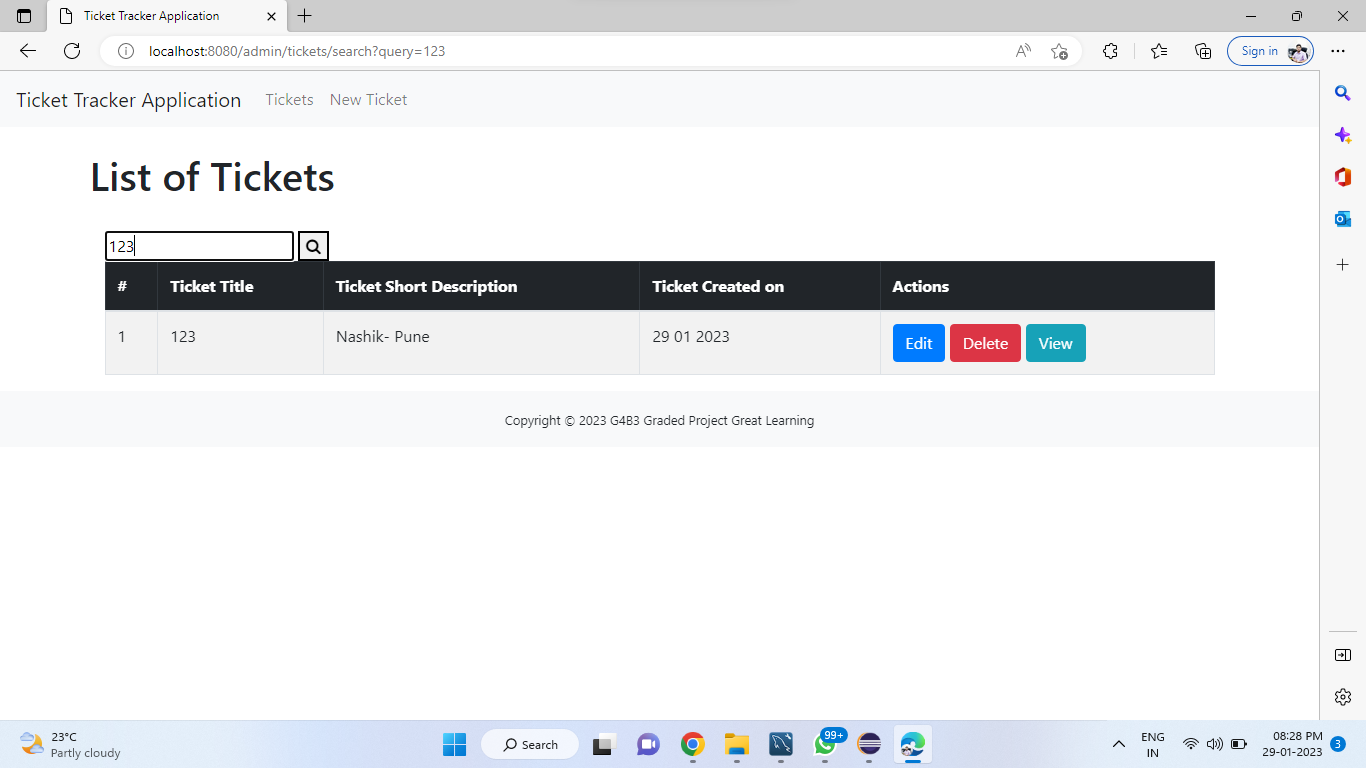 Ticket Tracker Application
localhost:8080/admin/tickets/search?query=123
Sign in
Ticket Tracker Application Tickets New Ticket
List of Tickets
123
# Ticket Title Ticket Short Description Ticket Created on Actions
1 123 Nashik- Pune 29 01 2023 Edit Delete View
Copyright © 2023 G4B3 Graded Project Great Learning
23°C
Partly cloudy
Search
99+
ENG
IN
08:28 PM
29-01-2023
3